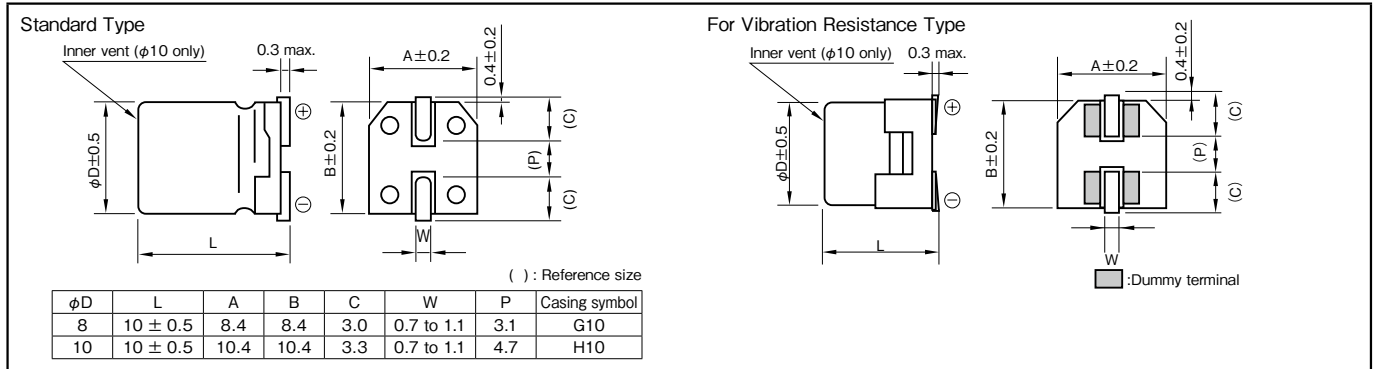 Standard Type
Inner vent (φ10 only)
0.3 max.
A±0.2
0.4±0.2
φD±0.5
⊕
⊖
L
B±0.2
(C)
(P)
(C)
W
( ) : Reference size
φD L A B C W P Casing symbol
8 10 ± 0.5 8.4 8.4 3.0 0.7 to 1.1 3.1 G10
10 10 ± 0.5 10.4 10.4 3.3 0.7 to 1.1 4.7 H10
For Vibration Resistance Type
Inner vent (φ10 only)
0.3 max.
A±0.2
0.4±0.2
φD±0.5
⊕
⊖
L
B±0.2
(C)
(P)
(C)
W
:Dummy terminal